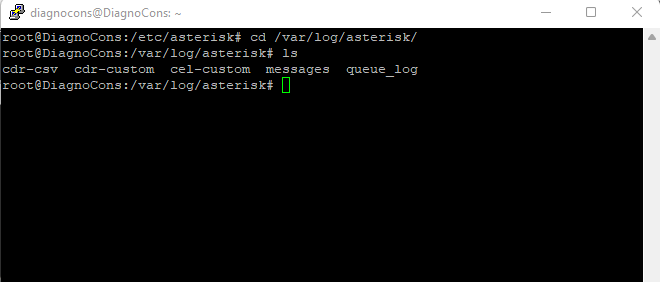 diagnocons@DiagnoCons: ~
root@DiagnoCons:/etc/asterisk# cd /var/log/asterisk/
root@DiagnoCons:/var/log/asterisk# ls
cdr-csv  cdr-custom  cel-custom  messages  queue_log
root@DiagnoCons:/var/log/asterisk#